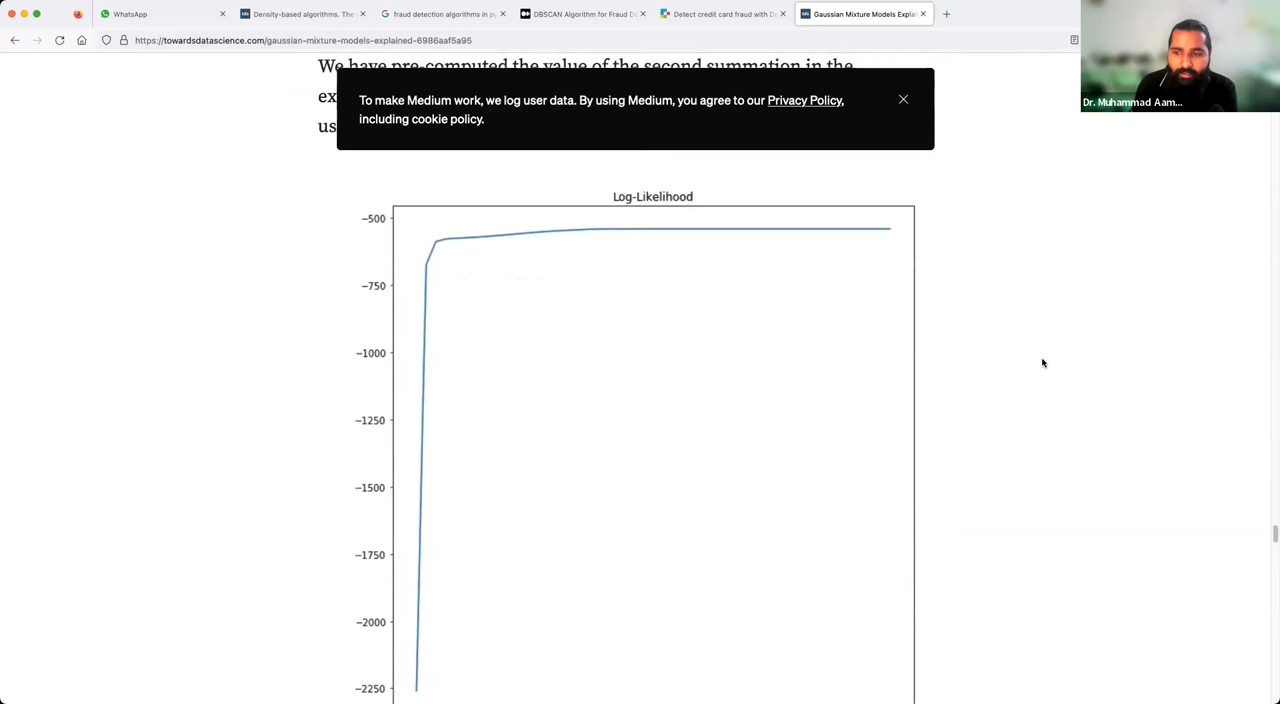 WhatsApp
Density-based algorithms. The
fraud detection algorithms in p
DBSCAN Algorithm for Fraud D
Detect credit card fraud with D
Gaussian Mixture Models Expla
https://towardsdatascience.com/gaussian-mixture-models-explained-6986aaf5a95
We have pre-computed the value of the second summation in the
ex
us
To make Medium work, we log user data. By using Medium, you agree to our Privacy Policy,
including cookie policy.
Dr. Muhammad Aam...
Log-Likelihood
−500
−750
−1000
−1250
−1500
−1750
−2000
−2250